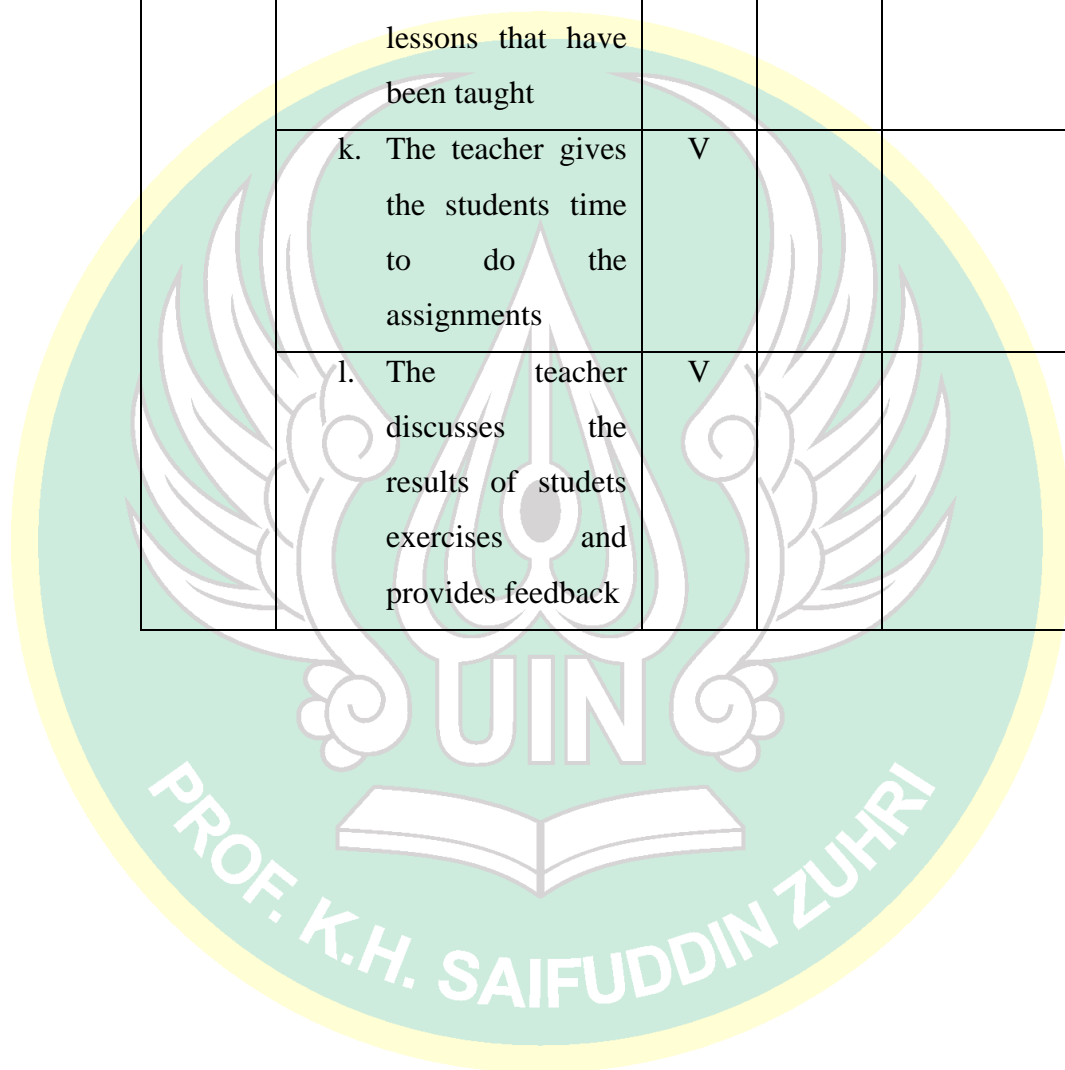 lessons that have
been taught
k. The teacher gives V
the students time
to do the
assignments
l. The teacher V
discusses the
results of studets
exercises and
provides feedback
UIN
PROF. K.H. SAIFUDDIN ZUHRI